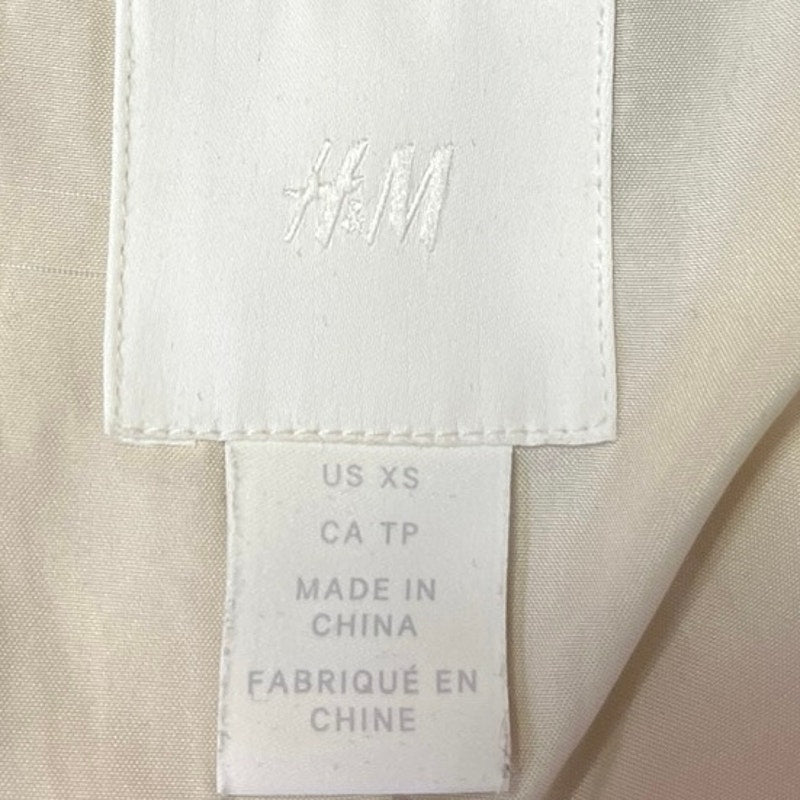 H&M
US XS
CA TP
MADE IN
CHINA
FABRIQUÉ EN
CHINE